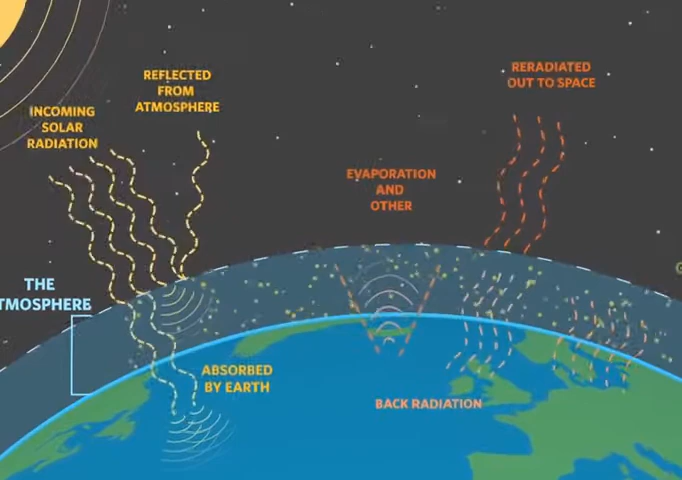 REFLECTED
FROM
ATMOSPHERE
INCOMING
SOLAR
RADIATION
RERADIATED
OUT TO SPACE
EVAPORATION
AND
OTHER
THE
TMOSPHERE
ABSORBED
BY EARTH
BACK RADIATION